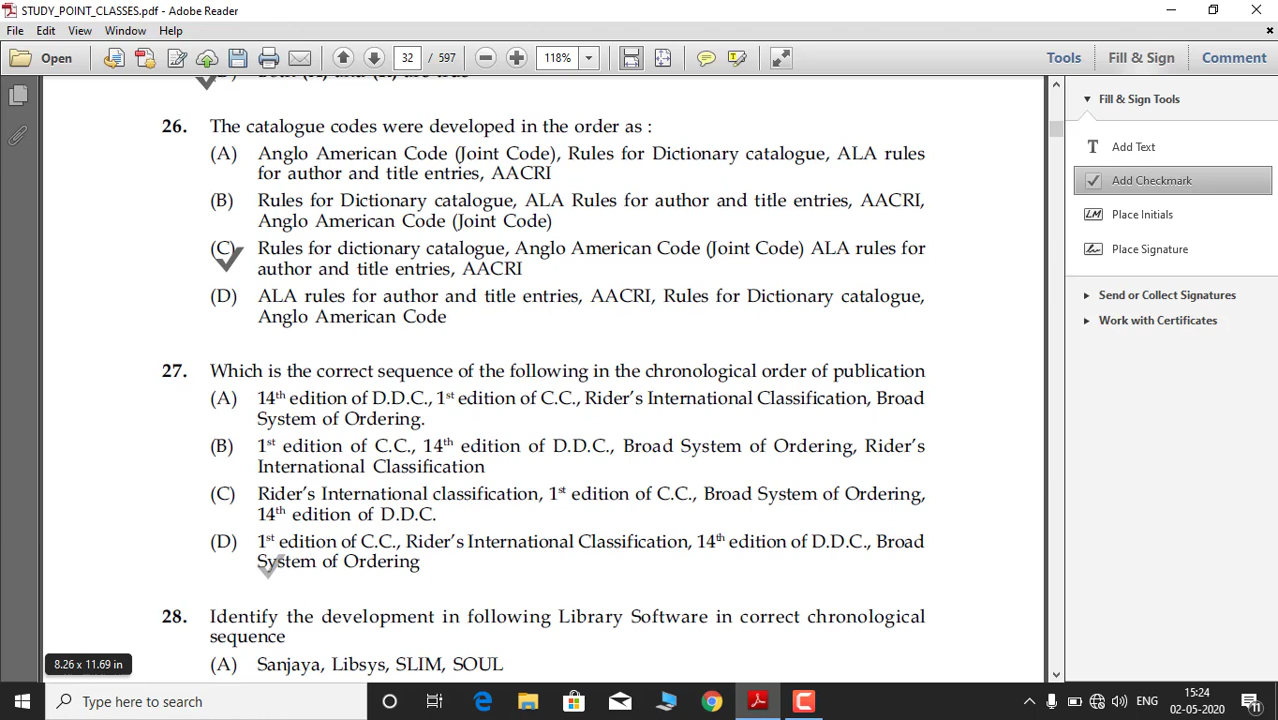 STUDY_POINT_CLASSES.pdf - Adobe Reader
File Edit View Window Help
Open 32 / 597 118% Tools Fill & Sign Comment
26. The catalogue codes were developed in the order as :
(A) Anglo American Code (Joint Code), Rules for Dictionary catalogue, ALA rules
for author and title entries, AACRI
(B) Rules for Dictionary catalogue, ALA Rules for author and title entries, AACRI,
Anglo American Code (Joint Code)
(C) Rules for dictionary catalogue, Anglo American Code (Joint Code) ALA rules for
author and title entries, AACRI
(D) ALA rules for author and title entries, AACRI, Rules for Dictionary catalogue,
Anglo American Code
27. Which is the correct sequence of the following in the chronological order of publication
(A) 14th edition of D.D.C., 1st edition of C.C., Rider's International Classification, Broad
System of Ordering.
(B) 1st edition of C.C., 14th edition of D.D.C., Broad System of Ordering, Rider's
International Classification
(C) Rider's International classification, 1st edition of C.C., Broad System of Ordering,
14th edition of D.D.C.
(D) 1st edition of C.C., Rider's International Classification, 14th edition of D.D.C., Broad
System of Ordering
28. Identify the development in following Library Software in correct chronological
sequence
(A) Sanjaya, Libsys, SLIM, SOUL
8.26 x 11.69 in
Fill & Sign Tools
T Add Text
Add Checkmark
LM Place Initials
Place Signature
Send or Collect Signatures
Work with Certificates
Type here to search
ENG
15:24
02-05-2020
11